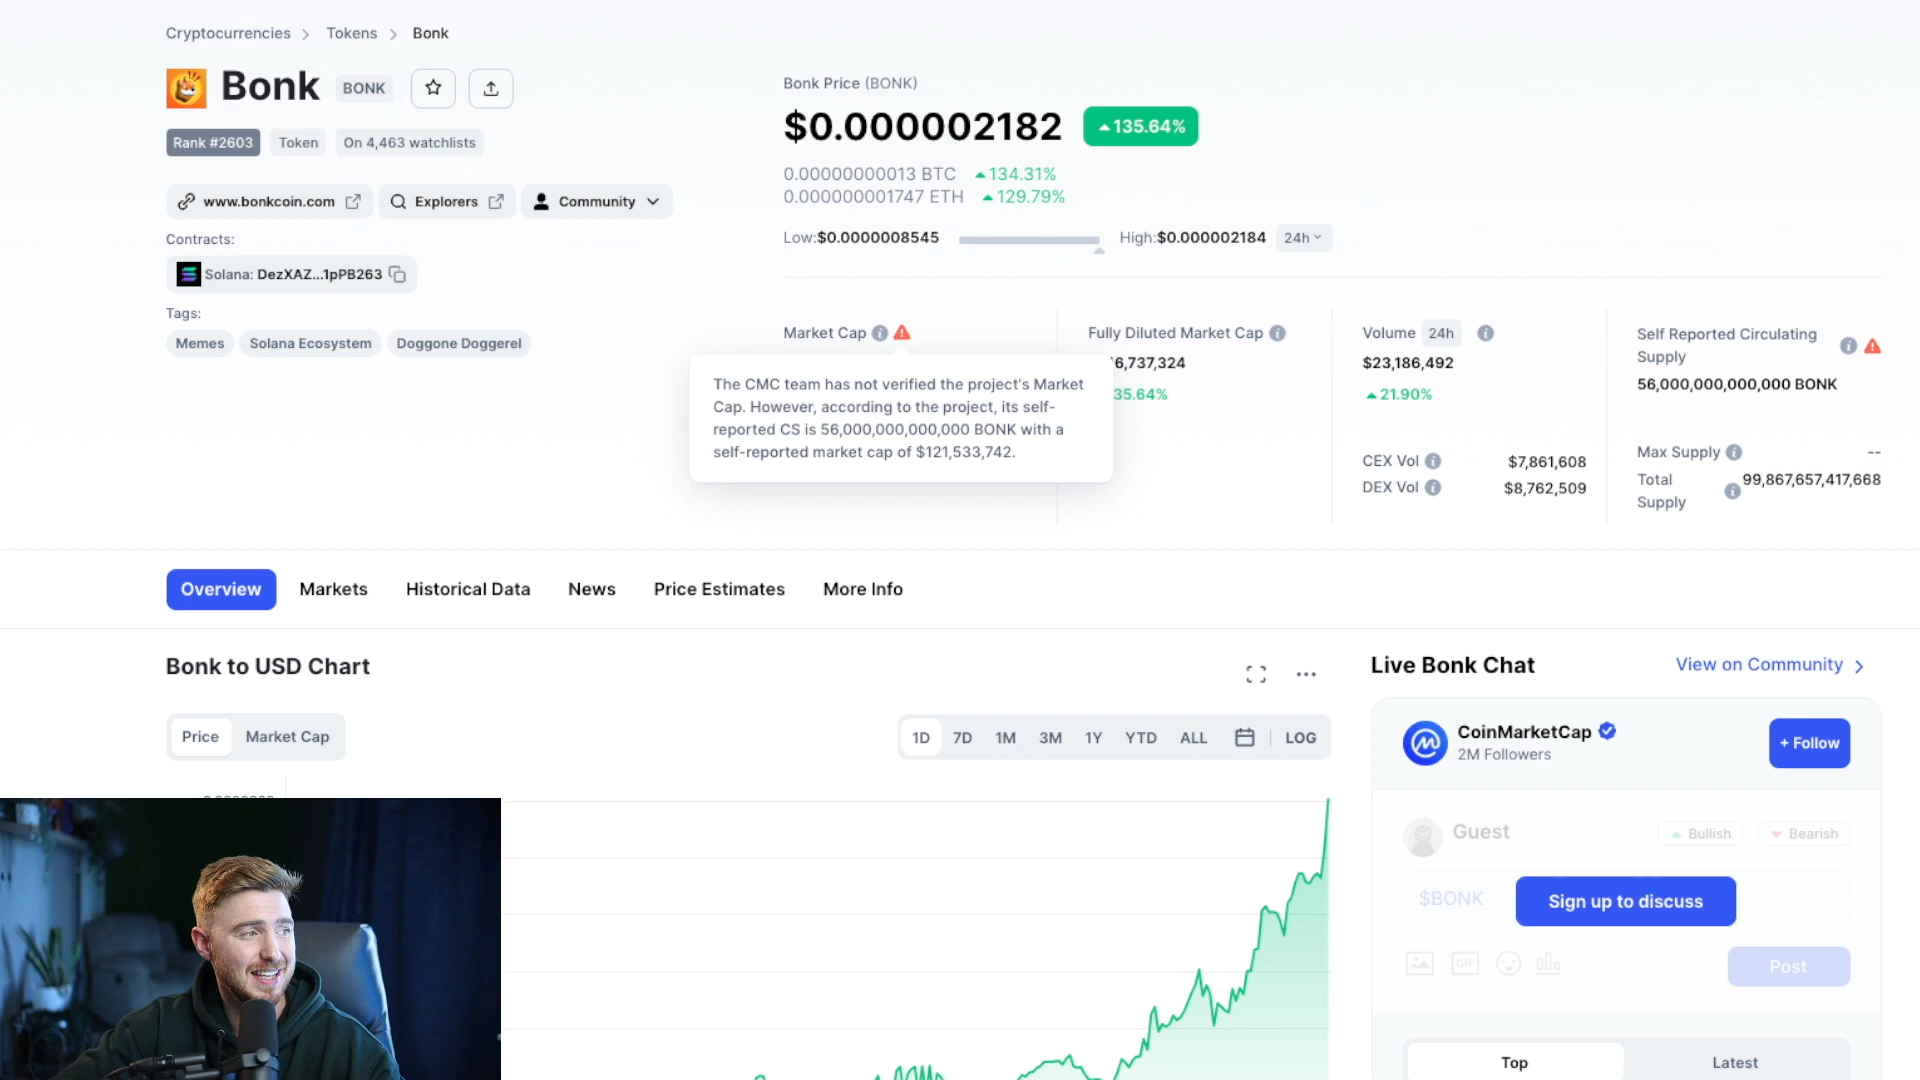 Cryptocurrencies > Tokens > Bonk
Bonk BONK
Rank #2603 Token On 4,463 watchlists
www.bonkcoin.com Explorers Community
Contracts:
Solana: DexXAZ...1pPB263
Tags:
Memes Solana Ecosystem Doggone Doggerel
Bonk Price (BONK)
$0.000002182 135.64%
0.00000000013 BTC 134.31%
0.000000001747 ETH 129.79%
Low:$0.0000008545 High:$0.000002184 24h
Market Cap
The CMC team has not verified the project's Market
Cap. However, according to the project, its self-
reported CS is 56,000,000,000,000 BONK with a
self-reported market cap of $121,533,742.
Fully Diluted Market Cap
6,737,324
35.64%
Volume 24h
$23,186,492
21.90%
CEX Vol $7,861,608
DEX Vol $8,762,509
Self Reported Circulating
Supply
56,000,000,000,000 BONK
Max Supply --
Total
Supply
99,867,657,417,668
Overview Markets Historical Data News Price Estimates More Info
Bonk to USD Chart
Price Market Cap
1D 7D 1M 3M 1Y YTD ALL LOG
Live Bonk Chat View on Community >
CoinMarketCap
2M Followers
+ Follow
Guest Bullish Bearish
$BONK
Sign up to discuss
GIF
Post
Top Latest